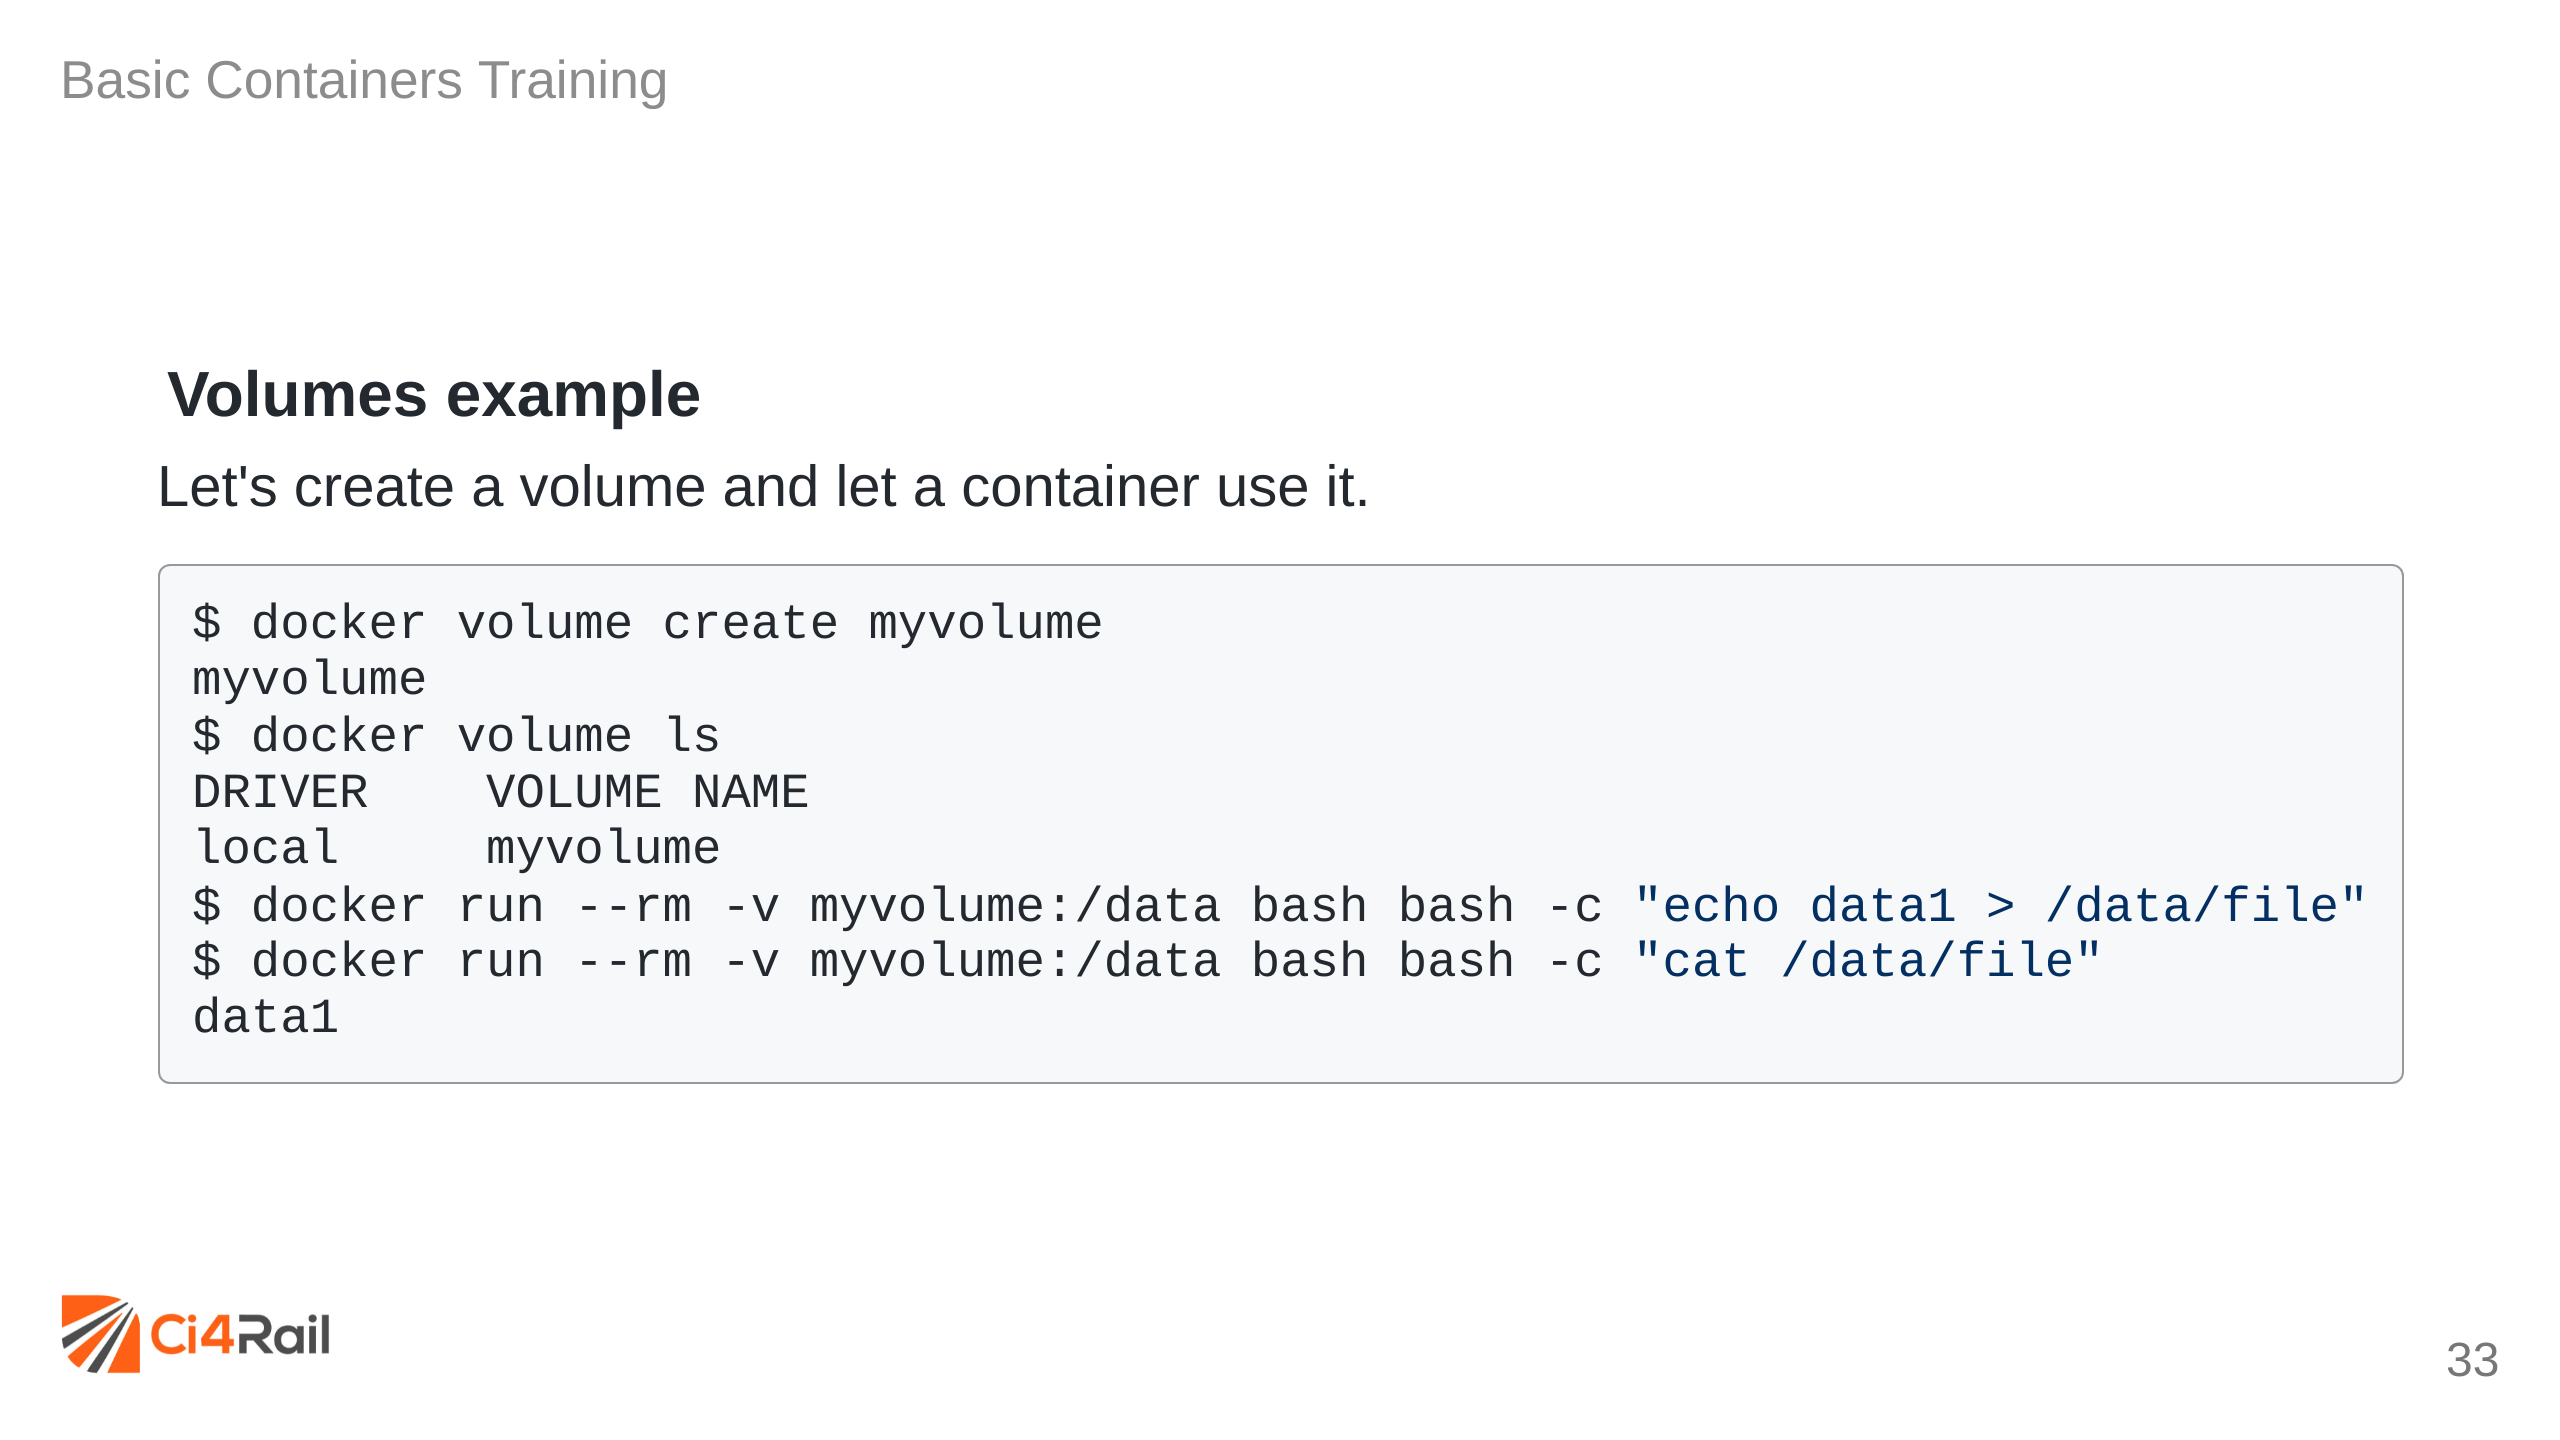 Basic Containers Training
Volumes example
Let's create a volume and let a container use it.
$ docker volume create myvolume
myvolume
$ docker volume ls
DRIVER    VOLUME NAME
local     myvolume
$ docker run --rm -v myvolume:/data bash bash -c "echo data1 > /data/file"
$ docker run --rm -v myvolume:/data bash bash -c "cat /data/file"
data1
Ci4Rail
33